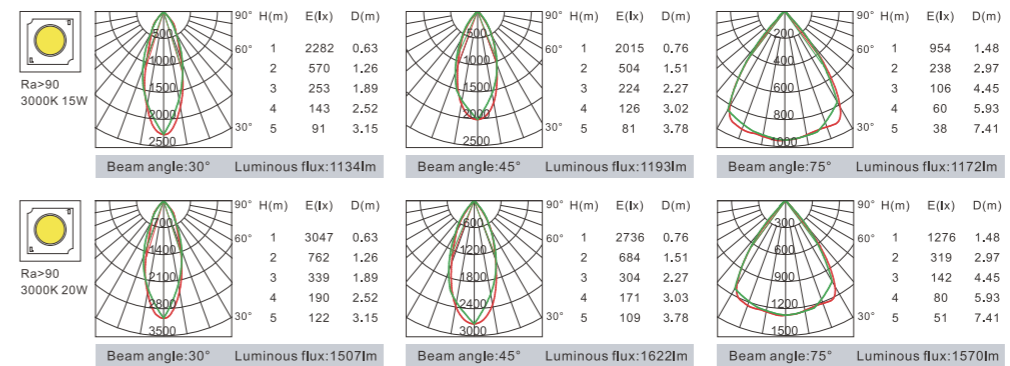 90° H(m) E(lx) D(m)
500
60° 1 2282 0.63
1000
2 570 1.26
1500
3 253 1.89
2000
4 143 2.52
30° 5 91 3.15
2500
Beam angle:30° Luminous flux:1134lm
90° H(m) E(lx) D(m)
500
60° 1 2015 0.76
1000
2 504 1.51
1500
3 224 2.27
2000
4 126 3.02
30° 5 81 3.78
2500
Beam angle:45° Luminous flux:1193lm
90° H(m) E(lx) D(m)
200
60° 1 954 1.48
400
2 238 2.97
600
3 106 4.45
800
4 60 5.93
30° 5 38 7.41
1000
Beam angle:75° Luminous flux:1172lm
Ra>90
3000K 15W
90° H(m) E(lx) D(m)
700
60° 1 3047 0.63
1400
2 762 1.26
2100
3 339 1.89
2800
4 190 2.52
30° 5 122 3.15
3500
Beam angle:30° Luminous flux:1507lm
90° H(m) E(lx) D(m)
600
60° 1 2736 0.76
1200
2 684 1.51
1800
3 304 2.27
2400
4 171 3.03
30° 5 109 3.78
3000
Beam angle:45° Luminous flux:1622lm
90° H(m) E(lx) D(m)
300
60° 1 1276 1.48
600
2 319 2.97
900
3 142 4.45
1200
4 80 5.93
30° 5 51 7.41
1500
Beam angle:75° Luminous flux:1570lm
Ra>90
3000K 20W